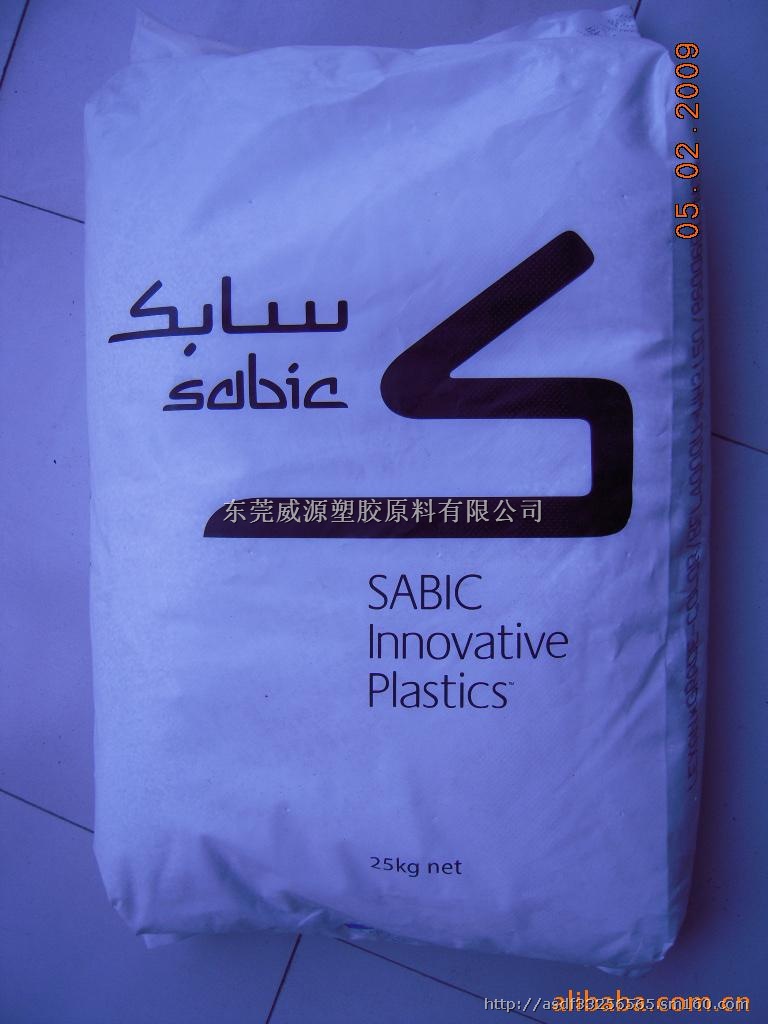 05.02.2009
سابك
sabic
东莞威源塑胶原料有限公司
SABIC
Innovative
Plastics™
25kg net
alibaba.com.cn